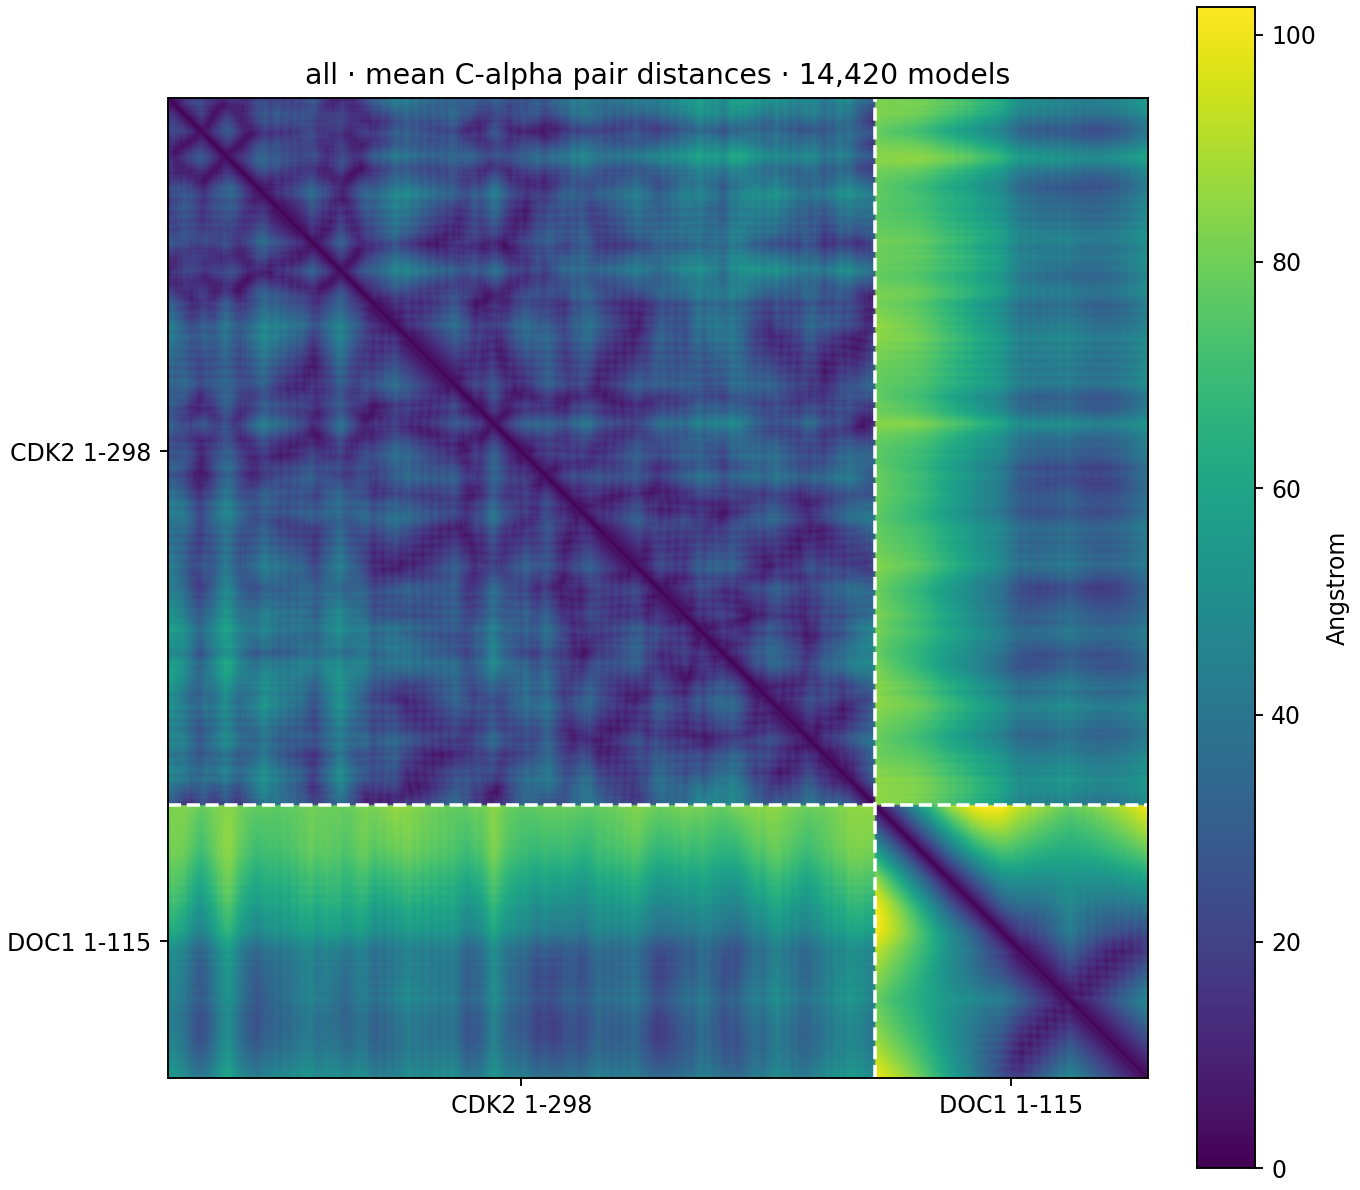 all · mean C-alpha pair distances · 14,420 models
CDK2 1-298
DOC1 1-115
CDK2 1-298
DOC1 1-115
100
80
60
40
20
0
Angstrom